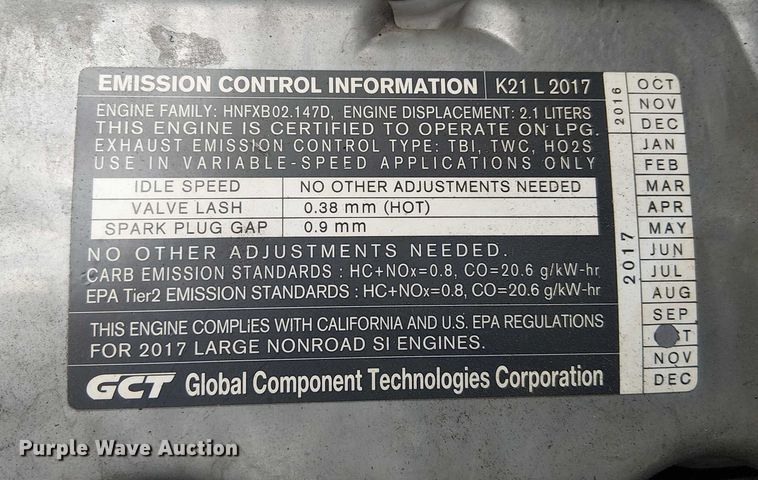 EMISSION CONTROL INFORMATION K21 L 2017
ENGINE FAMILY: HNFXB02.147D, ENGINE DISPLACEMENT: 2.1 LITERS
THIS ENGINE IS CERTIFIED TO OPERATE ON LPG.
EXHAUST EMISSION CONTROL TYPE: TBI, TWC, HO2S
USE IN VARIABLE-SPEED APPLICATIONS ONLY
IDLE SPEED NO OTHER ADJUSTMENTS NEEDED
VALVE LASH 0.38 mm (HOT)
SPARK PLUG GAP 0.9 mm
NO OTHER ADJUSTMENTS NEEDED.
CARB EMISSION STANDARDS : HC+NOx=0.8, CO=20.6 g/kW-hr
EPA Tier2 EMISSION STANDARDS : HC+NOx=0.8, CO=20.6 g/kW-hr
THIS ENGINE COMPLiES WITH CALIFORNIA AND U.S. EPA REGULATIONS
FOR 2017 LARGE NONROAD SI ENGINES.
GCT Global Component Technologies Corporation
2016
OCT
NOV
DEC
2017
JAN
FEB
MAR
APR
MAY
JUN
JUL
AUG
SEP
NOV
DEC
Purple Wave Auction